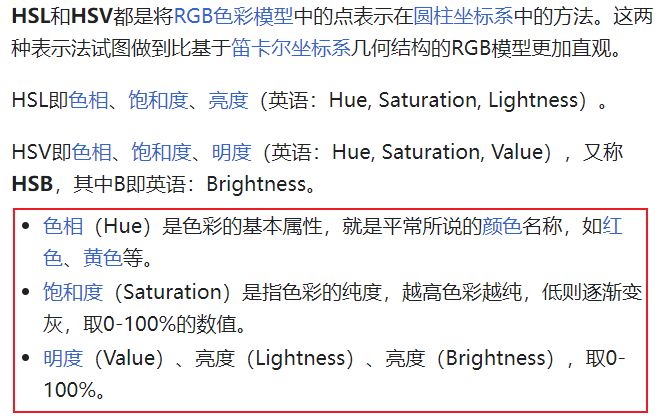 HSL和HSV都是将RGB色彩模型中的点表示在圆柱坐标系中的方法。这两
种表示法试图做到比基于笛卡尔坐标系几何结构的RGB模型更加直观。
HSL即色相、饱和度、亮度（英语：Hue, Saturation, Lightness）。
HSV即色相、饱和度、明度（英语：Hue, Saturation, Value），又称
HSB，其中B即英语：Brightness。
• 色相（Hue）是色彩的基本属性，就是平常所说的颜色名称，如红
色、黄色等。
• 饱和度（Saturation）是指色彩的纯度，越高色彩越纯，低则逐渐变
灰，取0-100%的数值。
• 明度（Value）、亮度（Lightness）、亮度（Brightness），取0-
100%。